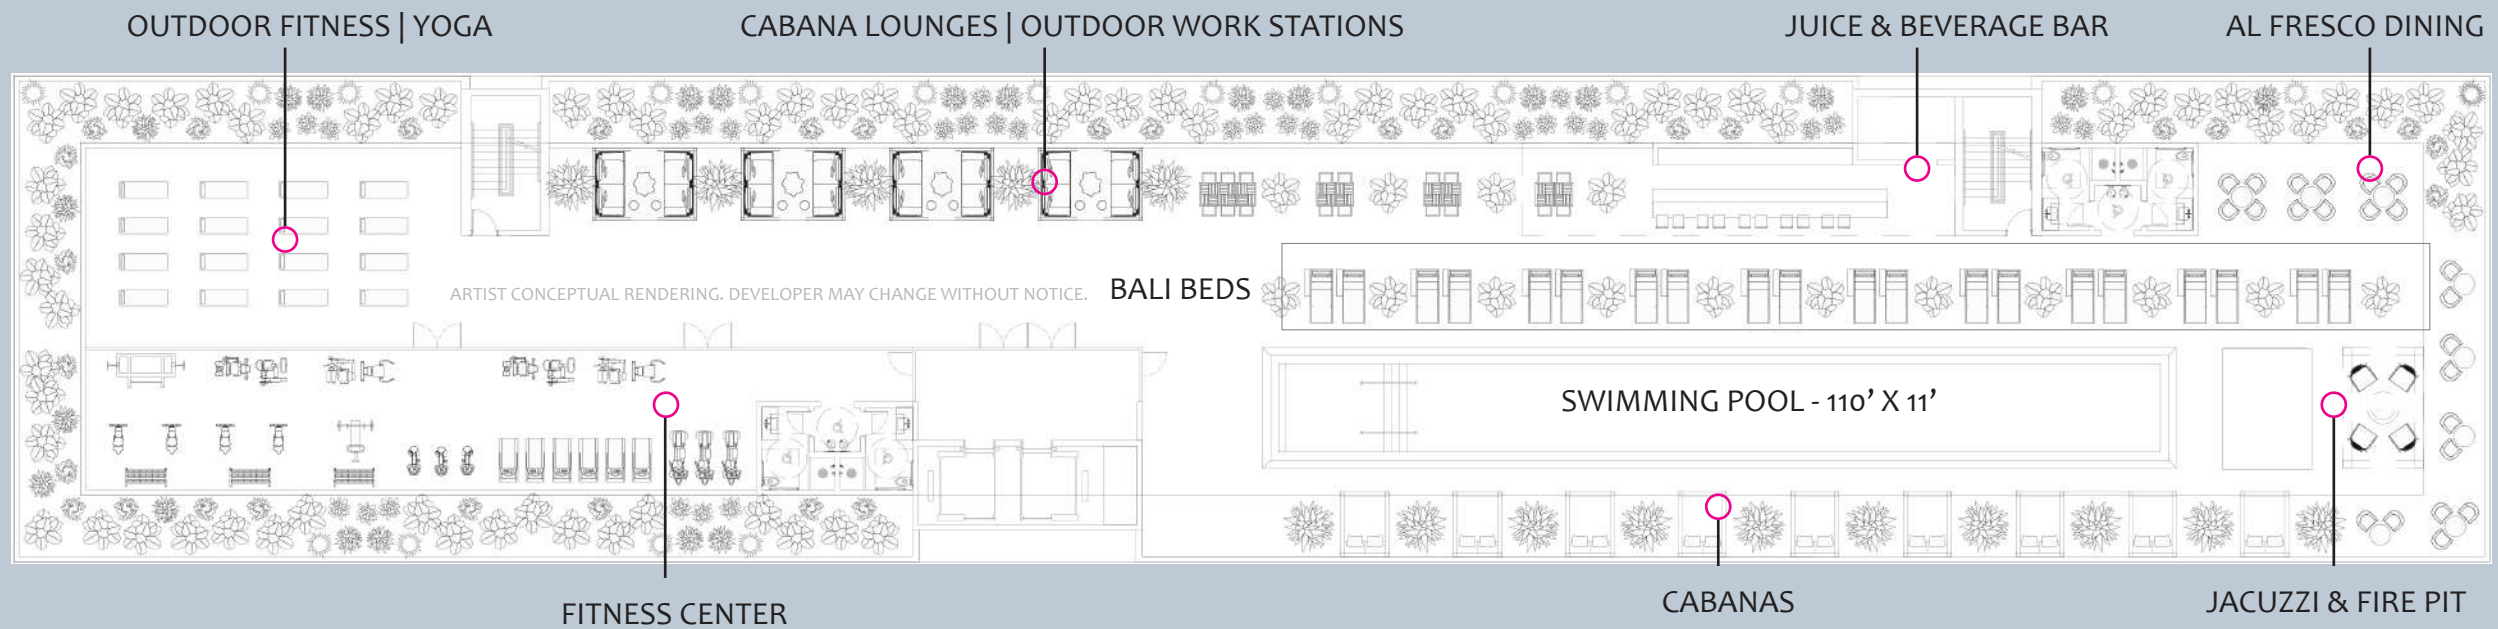 OUTDOOR FITNESS | YOGA
CABANA LOUNGES | OUTDOOR WORK STATIONS
JUICE & BEVERAGE BAR
AL FRESCO DINING
ARTIST CONCEPTUAL RENDERING. DEVELOPER MAY CHANGE WITHOUT NOTICE.
BALI BEDS
SWIMMING POOL - 110’ X 11’
FITNESS CENTER
CABANAS
JACUZZI & FIRE PIT